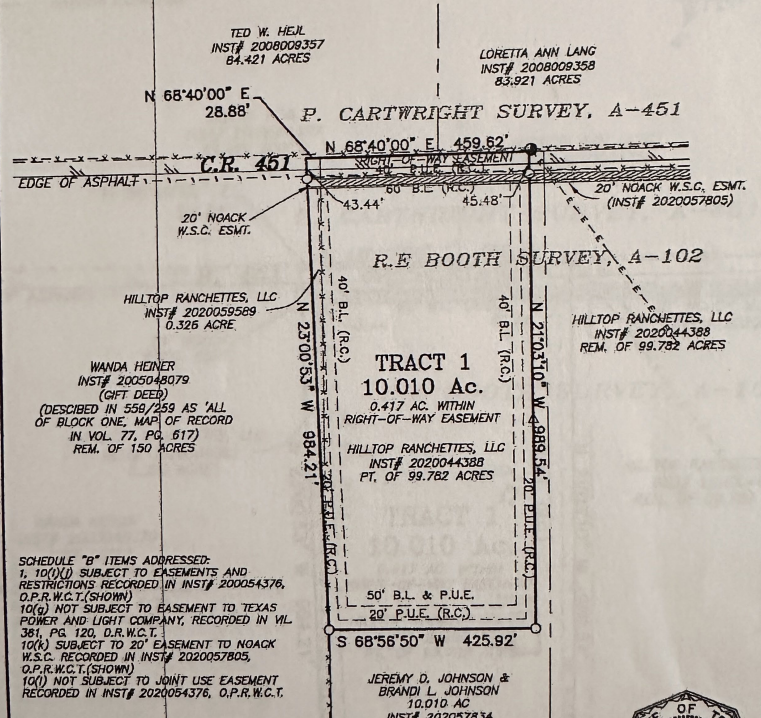 TED W. HEJL
INST# 2008009357
84.421 ACRES
LORETTA ANN LANG
INST# 2008009358
83.921 ACRES
N 68°40'00" E
28.88'
P. CARTWRIGHT SURVEY, A-451
N 68°40'00" E 459.62'
C.R. 451
RIGHT-OF-WAY EASEMENT
P.U.E. (R.C.)
EDGE OF ASPHALT
60' B.L (R.C.)
20' NOACK W.S.C. ESMT.
(INST# 2020057805)
43.44'
45.48'
20' NOACK
W.S.C. ESMT.
R.E BOOTH SURVEY, A-102
HILLTOP RANCHETTES, LLC
INST# 2020059589
0.326 ACRE
40' B.L (R.C.)
40' B.L (R.C.)
N 23°00'53" W 984.21'
N 21°03'10" W 989.54'
HILLTOP RANCHETTES, LLC
INST# 2020044388
REM. OF 99.782 ACRES
TRACT 1
10.010 Ac.
0.417 AC. WITHIN
RIGHT-OF-WAY EASEMENT
WANDA HEINER
INST# 2005048079
(GIFT DEED)
(DESCIBED IN 559/259 AS 'ALL
OF BLOCK ONE, MAP OF RECORD
IN VOL. 77, PG. 617)
REM. OF 150 ACRES
HILLTOP RANCHETTES, LLC
INST# 2020044388
PT. OF 99.782 ACRES
20' P.U.E. (R.C.)
20' P.U.E. (R.C.)
SCHEDULE "B" ITEMS ADDRESSED:
1, 10(i)(j) SUBJECT TO EASEMENTS AND
RESTRICTIONS RECORDED IN INST# 200054376,
O.P.R.W.C.T.(SHOWN)
10(g) NOT SUBJECT TO EASEMENT TO TEXAS
POWER AND LIGHT COMPANY, RECORDED IN VIL.
381, PG. 120, D.R.W.C.T.
10(k) SUBJECT TO 20' EASEMENT TO NOACK
W.S.C. RECORDED IN INST# 2020057805,
O.P.R.W.C.T.(SHOWN)
10(l) NOT SUBJECT TO JOINT USE EASEMENT
RECORDED IN INST# 2020054376, O.P.R.W.C.T.
50' B.L & P.U.E.
20' P.U.E. (R.C.)
S 68°56'50" W 425.92'
JEREMY D. JOHNSON &
BRANDI L. JOHNSON
10.010 AC
INST# 2020057834
OF